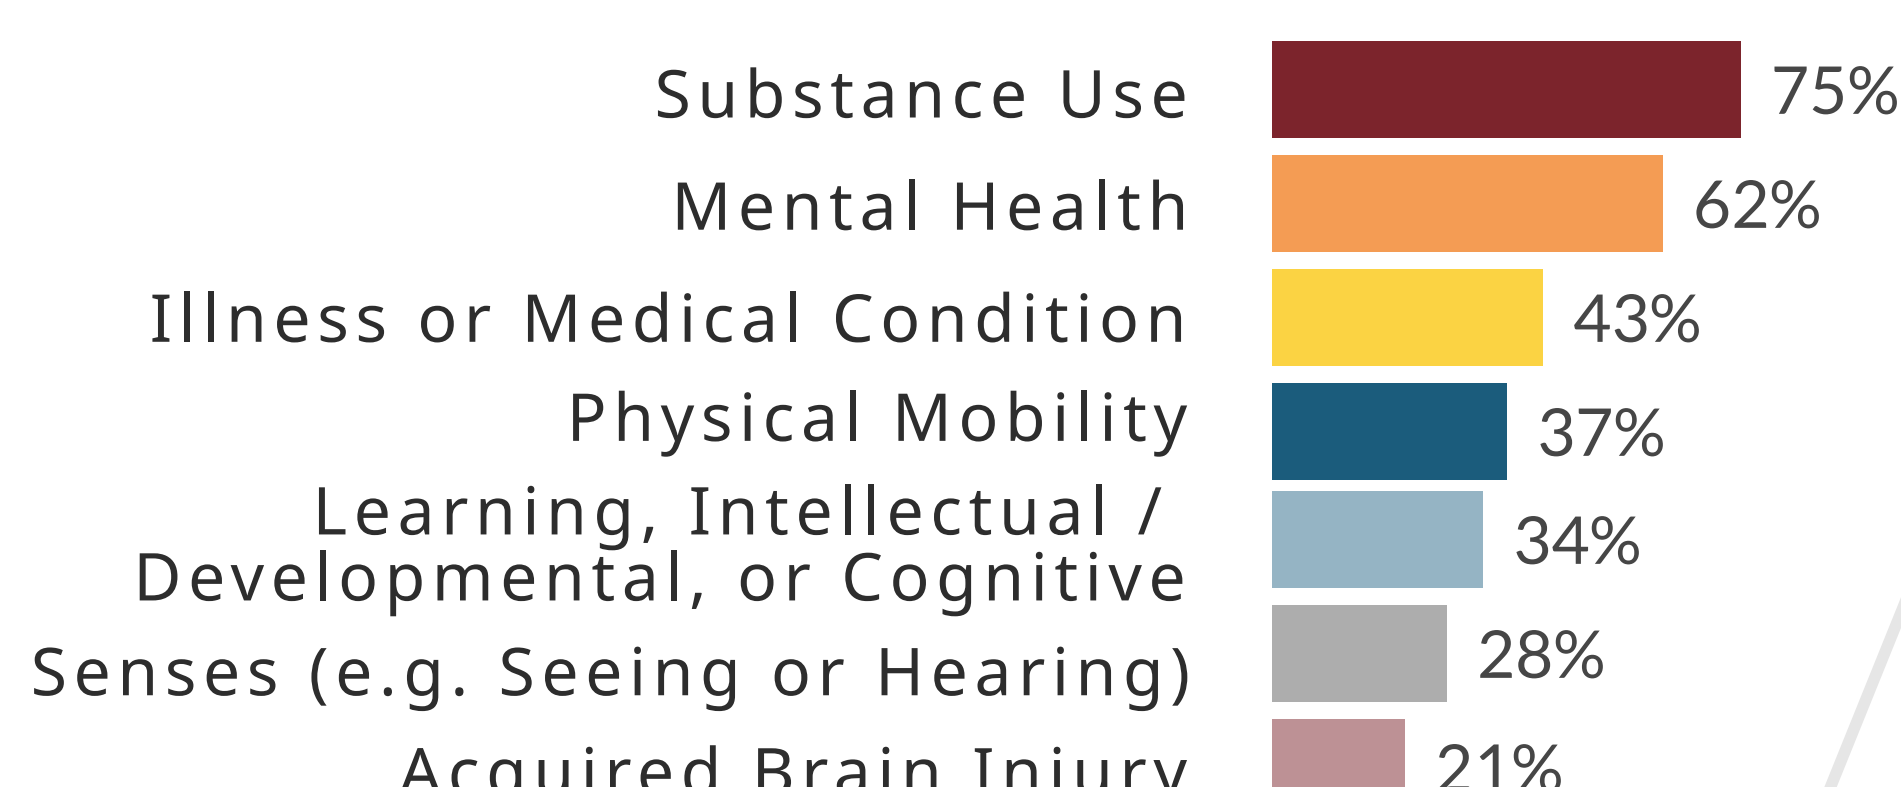 Substance Use 75%
Mental Health 62%
Illness or Medical Condition 43%
Physical Mobility 37%
Learning, Intellectual /
Developmental, or Cognitive 34%
Senses (e.g. Seeing or Hearing) 28%
Acquired Brain Injury 21%